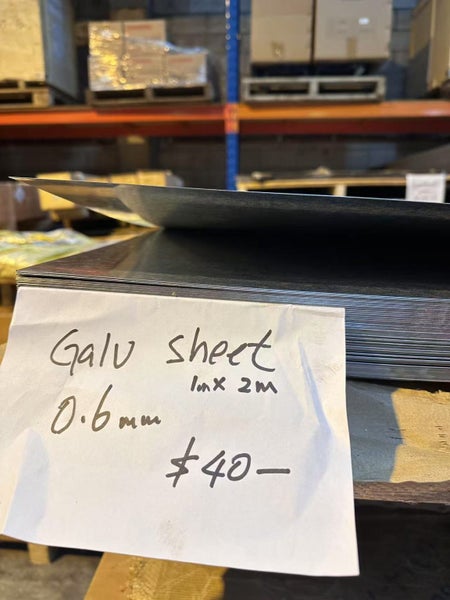 Galv sheet
1m x 2m
0.6mm
$40—